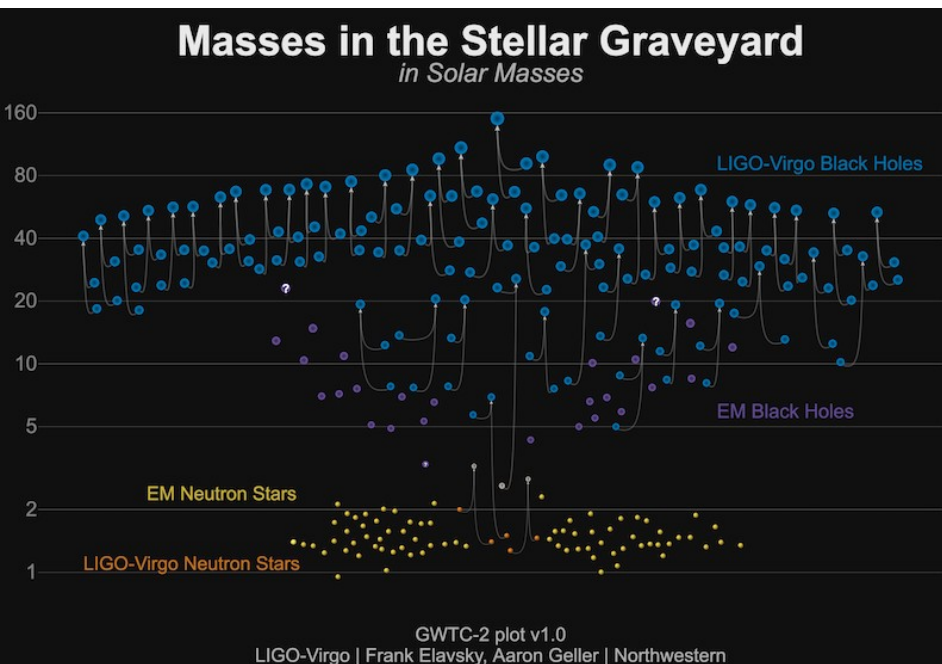 Masses in the Stellar Graveyard
in Solar Masses
160
LIGO-Virgo Black Holes
80
40
20
?
?
10
EM Black Holes
5
?
EM Neutron Stars
2
LIGO-Virgo Neutron Stars
1
GWTC-2 plot v1.0
LIGO-Virgo | Frank Elavsky, Aaron Geller | Northwestern